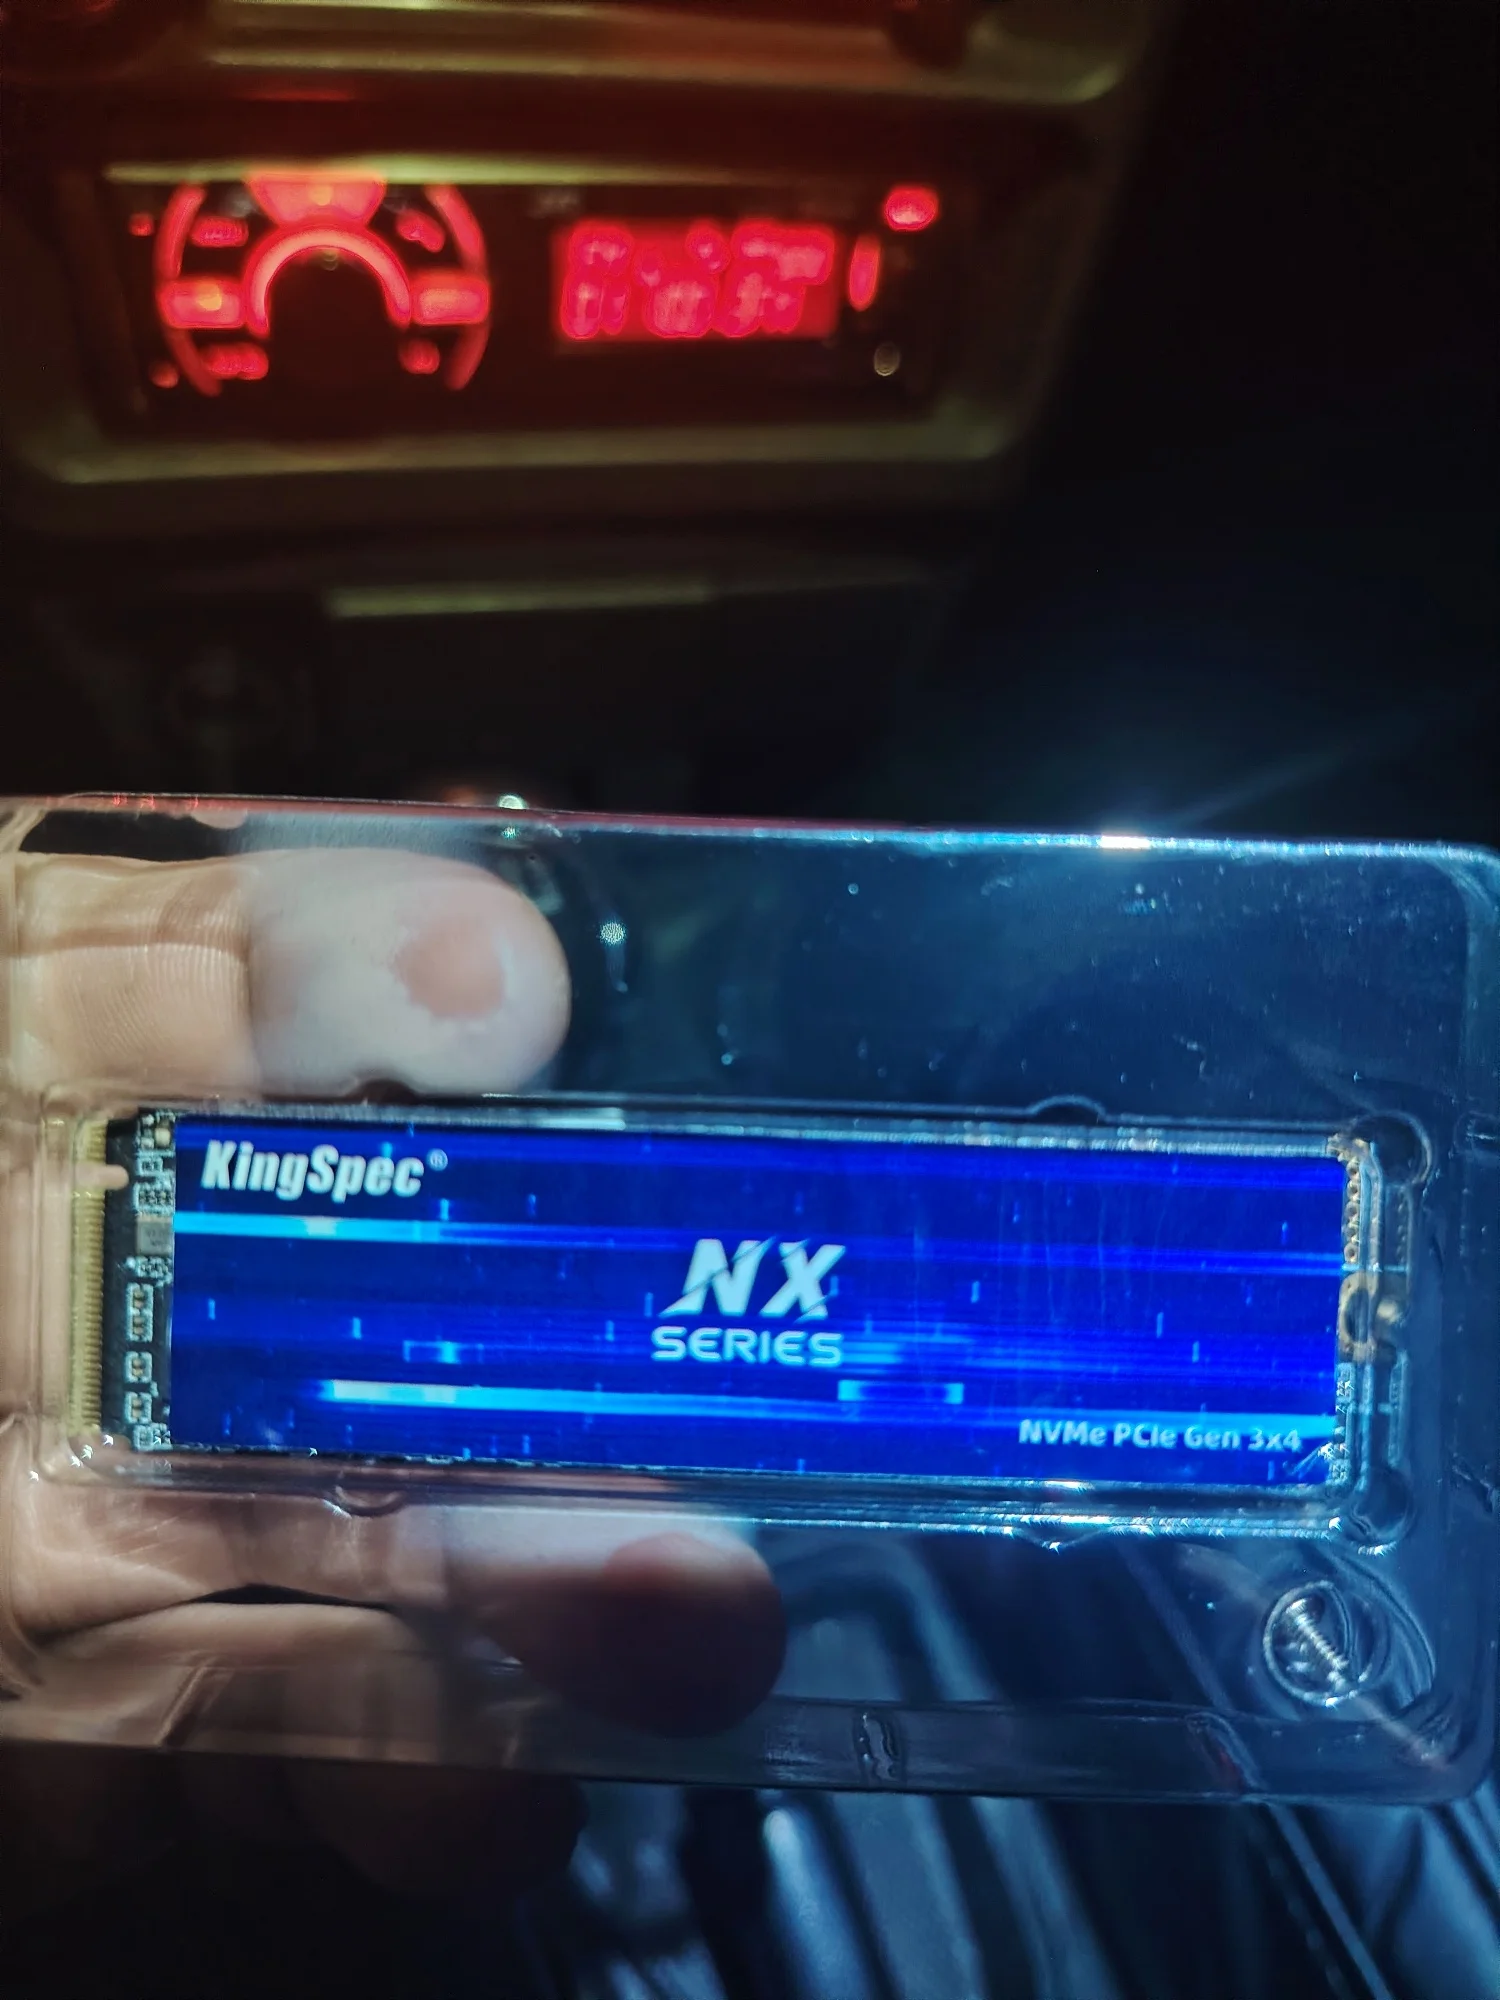 KingSpec®
NX
SERIES
NVMe PCIe Gen 3x4